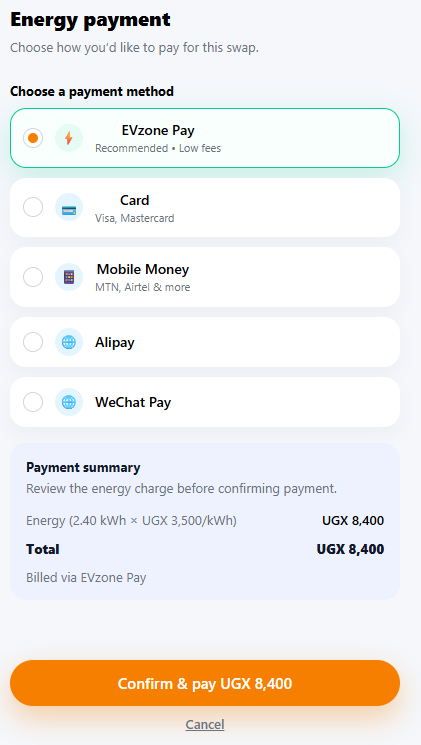 Energy payment
Choose how you'd like to pay for this swap.
Choose a payment method
EVzone Pay
Recommended • Low fees
Card
Visa, Mastercard
Mobile Money
MTN, Airtel & more
Alipay
WeChat Pay
Payment summary
Review the energy charge before confirming payment.
Energy (2.40 kWh × UGX 3,500/kWh) UGX 8,400
Total UGX 8,400
Billed via EVzone Pay
Confirm & pay UGX 8,400
Cancel